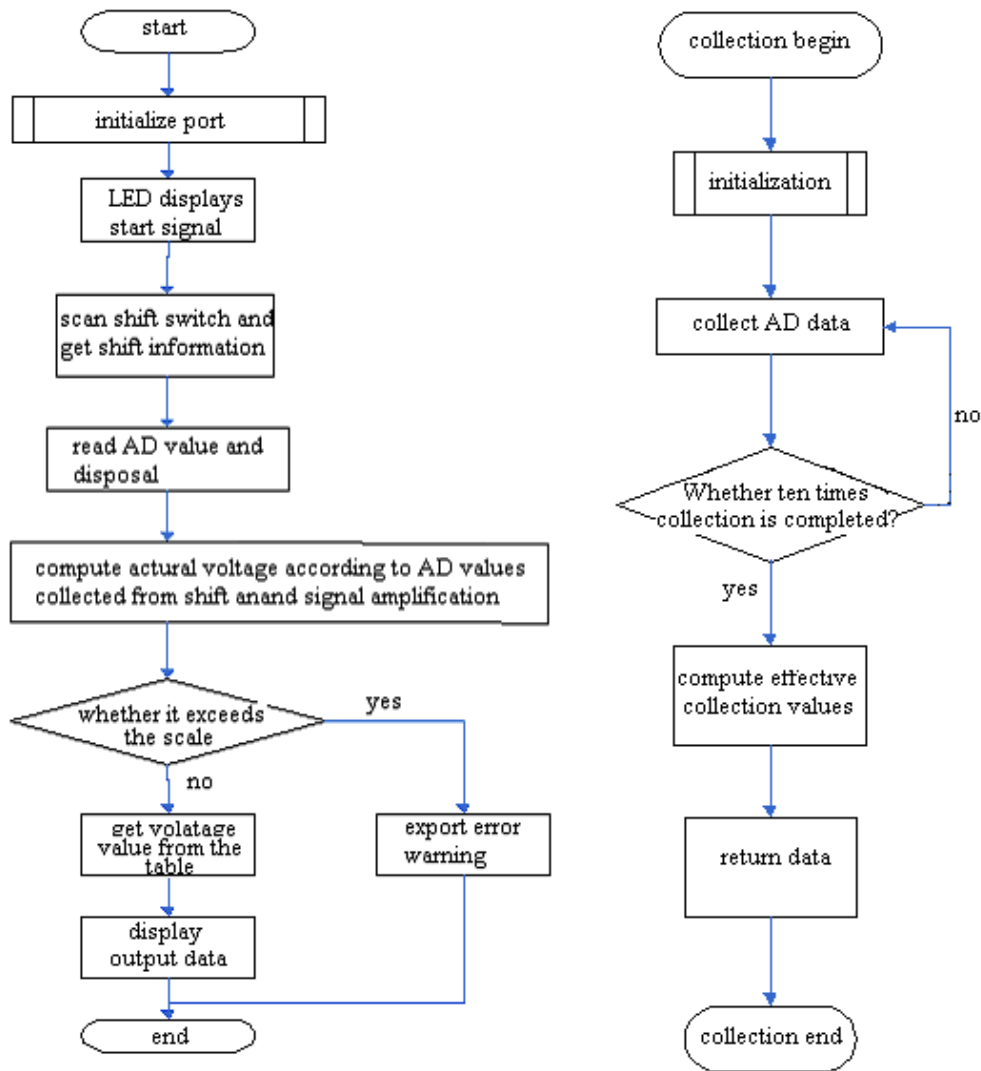 start
initialize port
LED displays
start signal
scan shift switch and
get shift information
read AD value and
disposal
compute actural voltage according to AD values
collected from shift anand signal amplification
whether it exceeds
the scale
yes
no
get volatage
value from the
table
export error
warning
display
output data
end
collection begin
initialization
collect AD data
no
Whether ten times
collection is completed?
yes
compute effective
collection values
return data
collection end